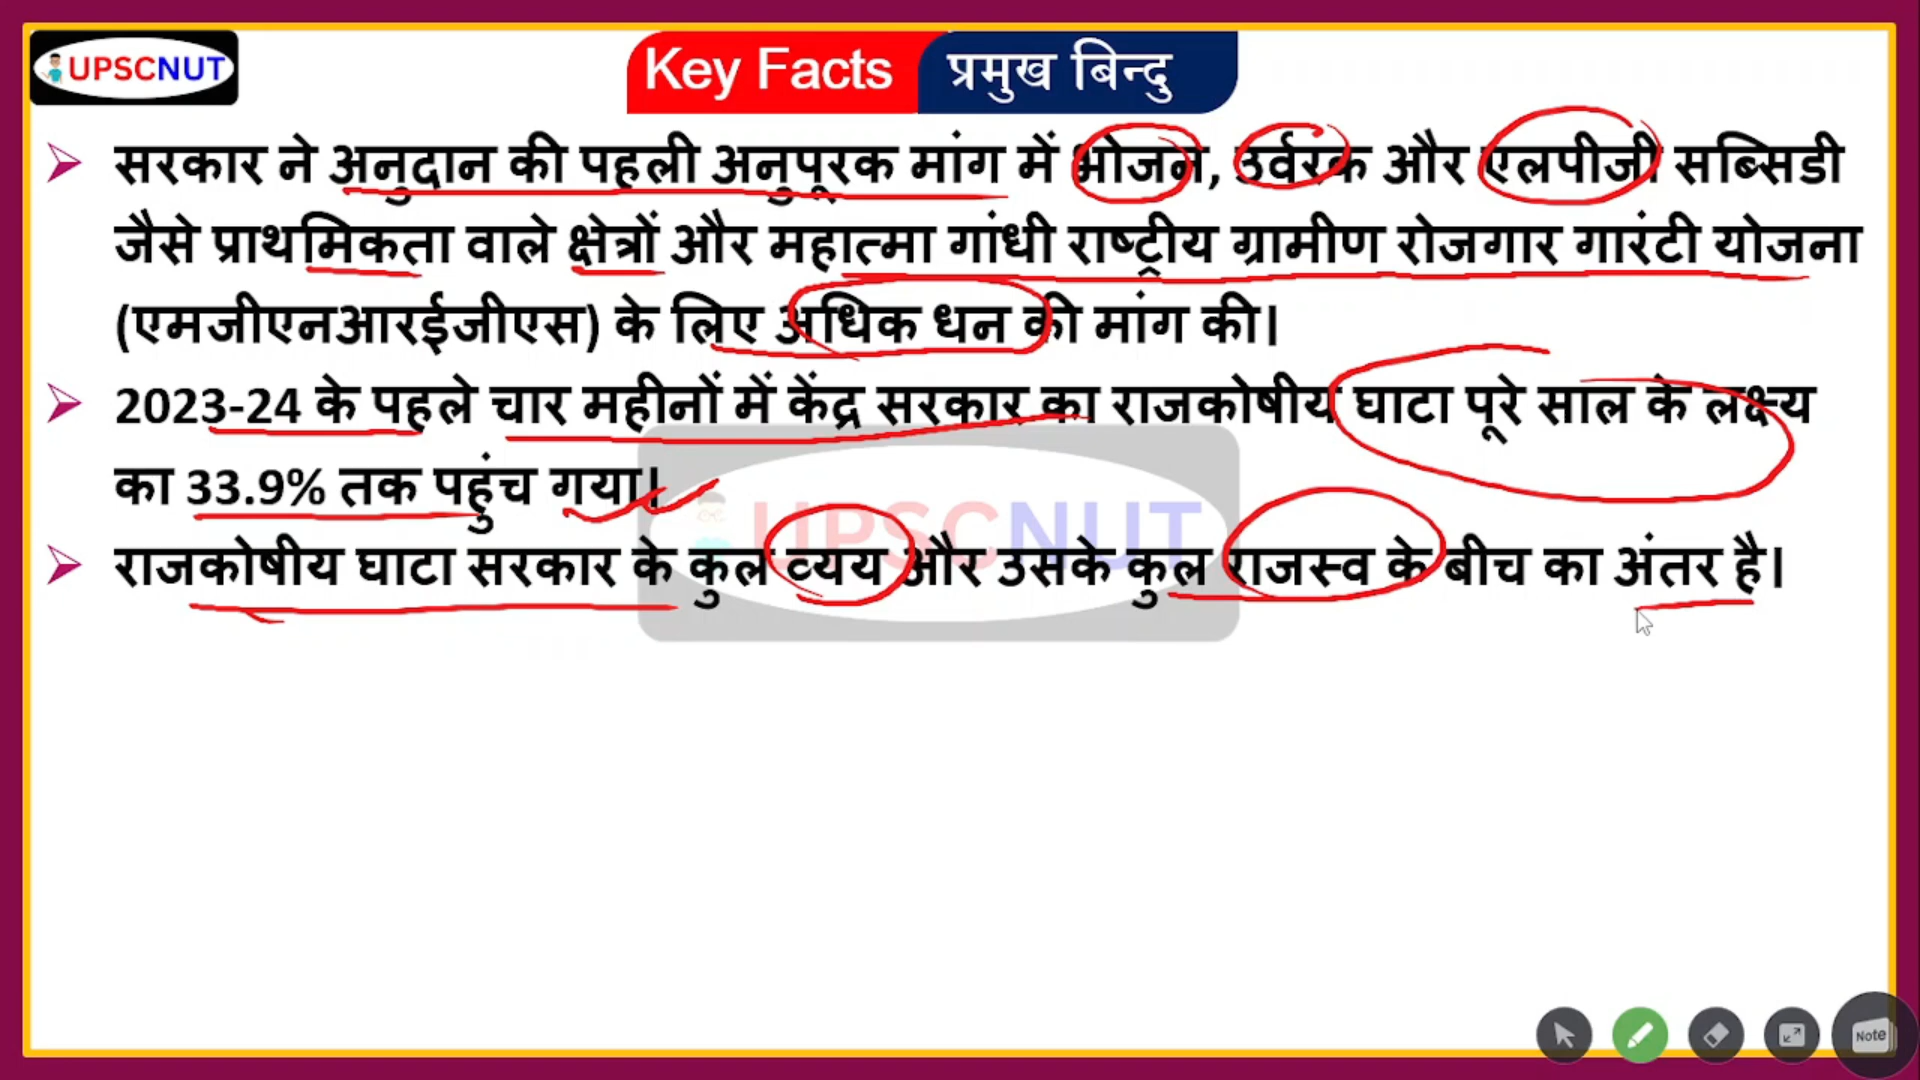 UPSCNUT
Key Facts प्रमुख बिन्दु
सरकार ने अनुदान की पहली अनुपूरक मांग में भोजन, उर्वरक और एलपीजी सब्सिडी
जैसे प्राथमिकता वाले क्षेत्रों और महात्मा गांधी राष्ट्रीय ग्रामीण रोजगार गारंटी योजना
(एमजीएनआरईजीएस) के लिए अधिक धन की मांग की।
2023-24 के पहले चार महीनों में केंद्र सरकार का राजकोषीय घाटा पूरे साल के लक्ष्य
का 33.9% तक पहुंच गया।
UPSCNUT
राजकोषीय घाटा सरकार के कुल व्यय और उसके कुल राजस्व के बीच का अंतर है।
Note